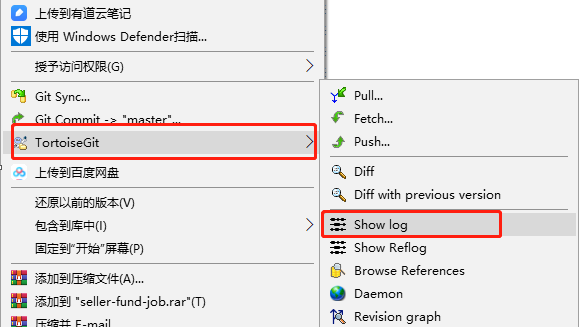 上传到有道云笔记
使用 Windows Defender扫描...
授予访问权限(G)
Git Sync...
Git Commit -> "master"...
TortoiseGit
上传到百度网盘
还原以前的版本(V)
包含到库中(I)
固定到"开始"屏幕(P)
添加到压缩文件(A)...
添加到 "seller-fund-job.rar"(T)
压缩并 E-mail...
Pull...
Fetch...
Push...
Diff
Diff with previous version
Show log
Show Reflog
Browse References
Daemon
Revision graph